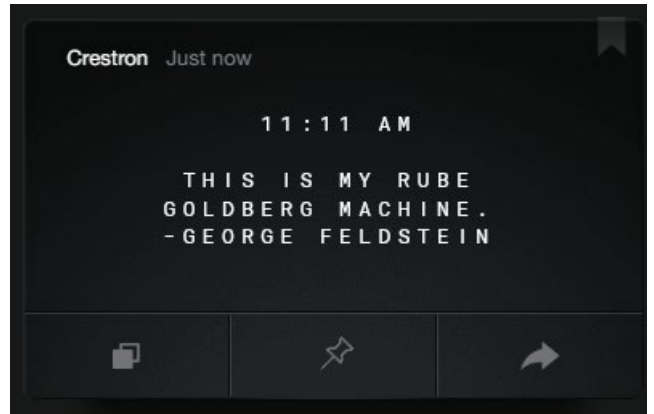 Crestron Just now
11:11 AM
THIS IS MY RUBE
GOLDBERG MACHINE.
-GEORGE FELDSTEIN